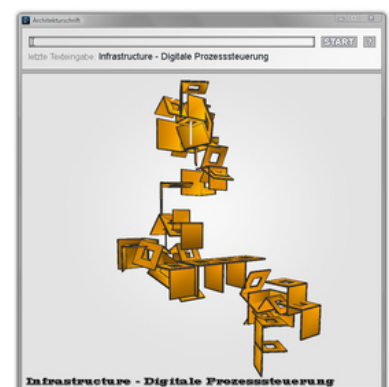 Architekturschrift
START ?
letzte Texteingabe: Infrastructure - Digitale Prozesssteuerung
Infrastructure - Digitale Prozesssteuerung